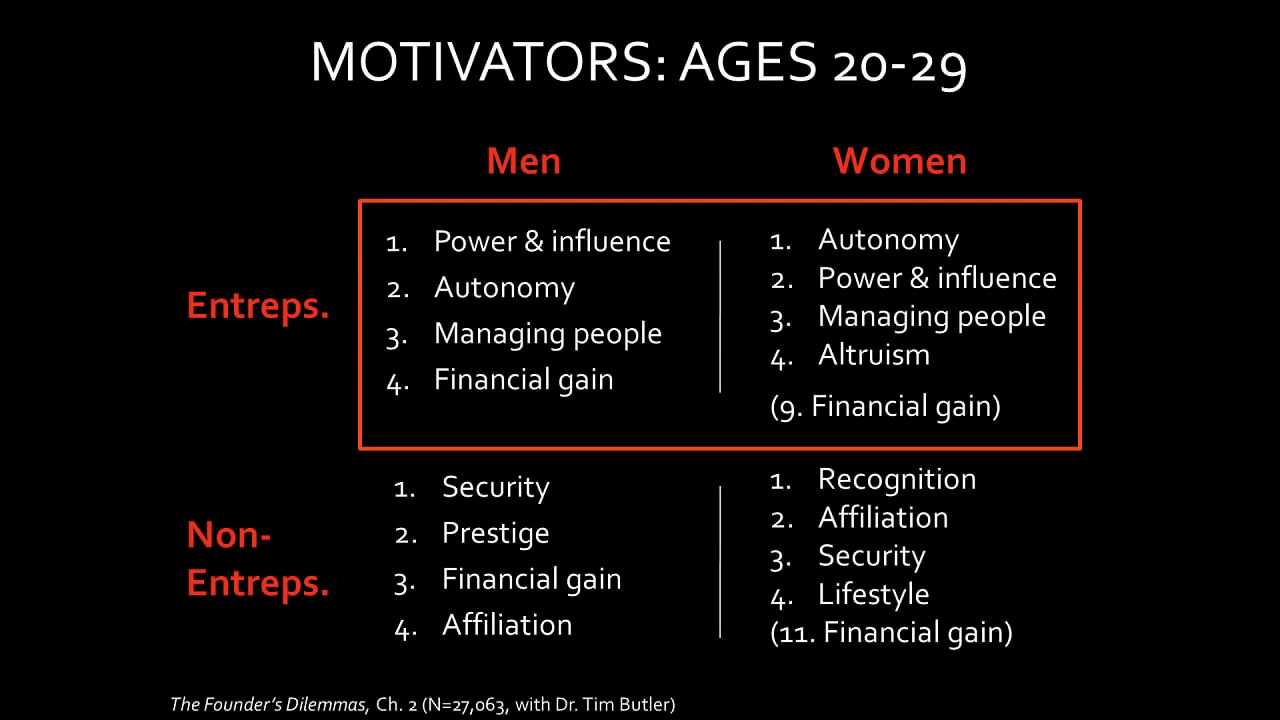 MOTIVATORS: AGES 20-29
Men
Women
Entreps.
1. Power & influence
2. Autonomy
3. Managing people
4. Financial gain
1. Autonomy
2. Power & influence
3. Managing people
4. Altruism
(9. Financial gain)
Non-
Entreps.
1. Security
2. Prestige
3. Financial gain
4. Affiliation
1. Recognition
2. Affiliation
3. Security
4. Lifestyle
(11. Financial gain)
The Founder's Dilemmas, Ch. 2 (N=27,063, with Dr. Tim Butler)